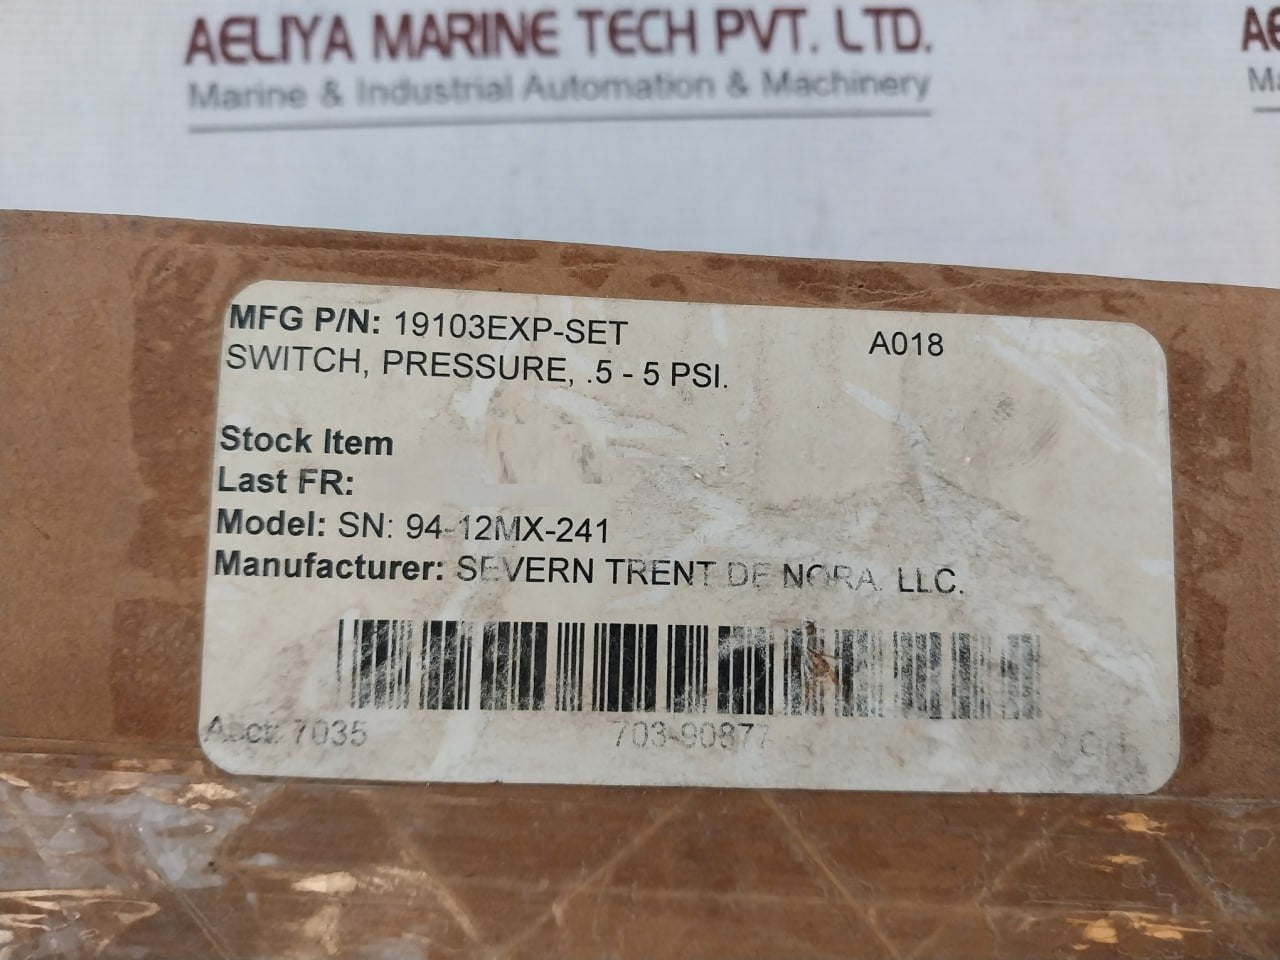 AELIYA MARINE TECH PVT. LTD.
Marine & Industrial Automation & Machinery
MFG P/N: 19103EXP-SET A018
SWITCH, PRESSURE, .5 - 5 PSI.
Stock Item
Last FR:
Model: SN: 94-12MX-241
Manufacturer: SEVERN TRENT DE NORA. LLC.
Acct: 7035 703-90877